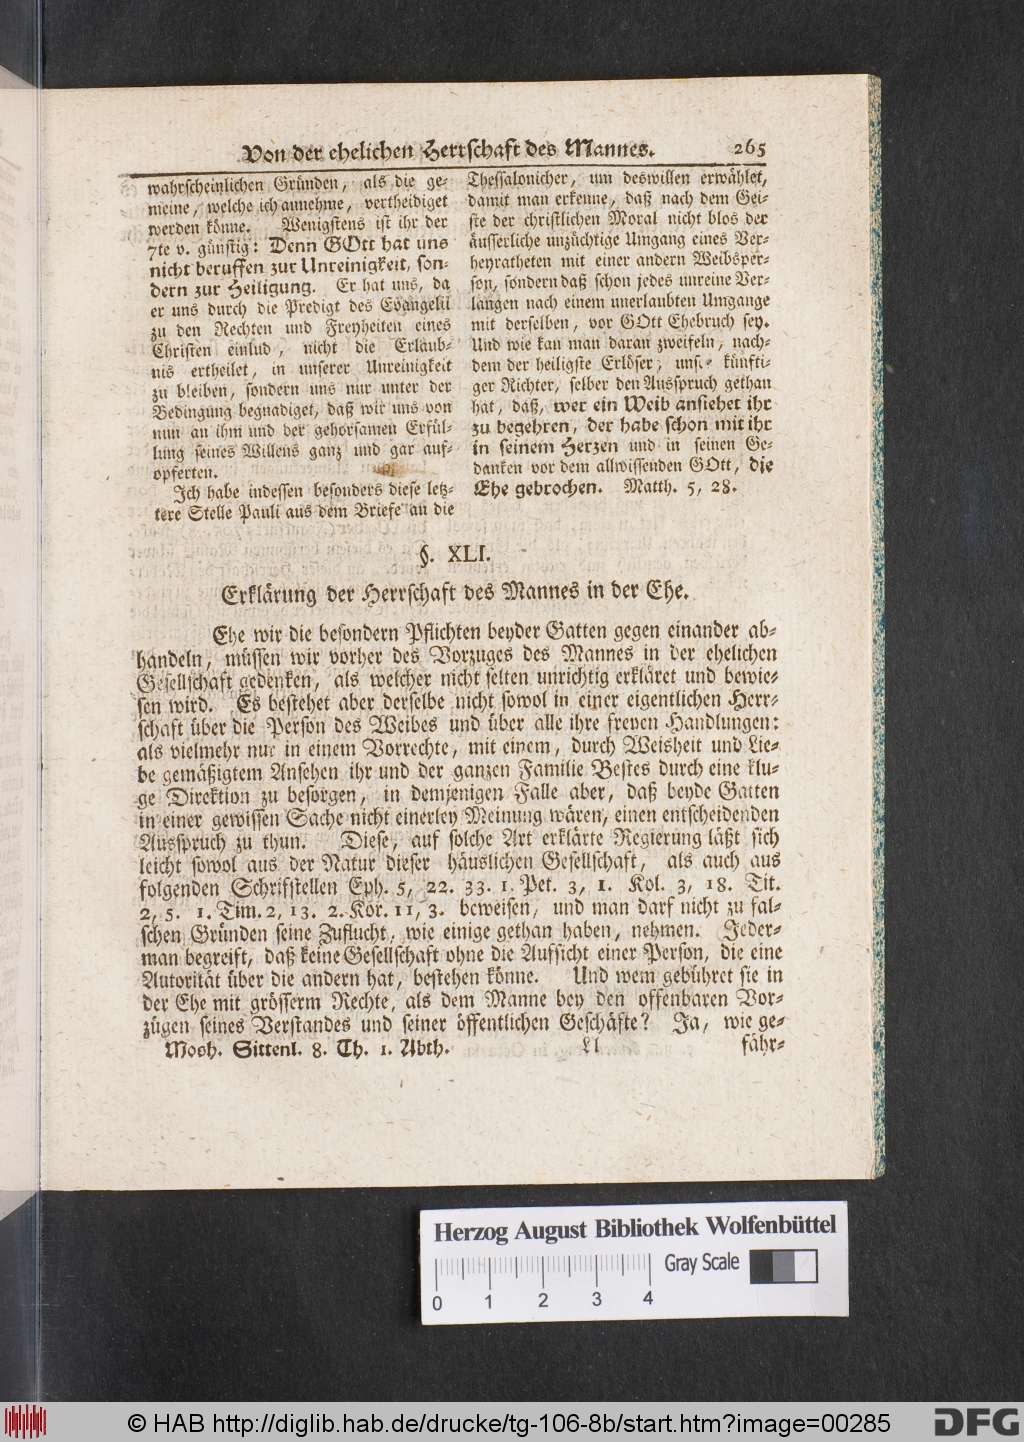 Von der ehelichen Herrschaft des Mannes. 265
wahrscheinlichen Gründen, als die ge-
meine, welche ich annehme, vertheidiget
werden könne. Wenigstens ist ihr der
7te v. günstig: Denn GOtt hat uns
nicht beruffen zur Unreinigkeit, son-
dern zur Heiligung. Er hat uns, da
er uns durch die Predigt des Evangelii
zu den Rechten und Freyheiten eines
Christen einlud, nicht die Erlaub-
nis ertheilet, in unserer Unreinigkeit
zu bleiben, sondern uns nur unter der
Bedingung begnadiget, daß wir uns von
nun an ihm und der gehorsamen Erfül-
lung seines Willens ganz und gar auf-
opferten.
Ich habe indessen besonders diese letz-
tere Stelle Pauli aus dem Briefe an die
Thessalonicher, um deswillen erwählet,
damit man erkenne, daß nach dem Gei-
ste der christlichen Moral nicht blos der
äusserliche unzüchtige Umgang eines Ver-
heyratheten mit einer andern Weibsper-
son, sondern daß schon jedes unreine Ver-
langen nach einem unerlaubten Umgange
mit derselben, vor GOtt Ehebruch sey.
Und wie kan man daran zweifeln, nach-
dem der heiligste Erlöser, unser künfti-
ger Richter, selber den Ausspruch gethan
hat, daß, wer ein Weib ansiehet ihr
zu begehren, der habe schon mit ihr
in seinem Herzen und in seinen Ge-
danken vor dem allwissenden GOtt, die
Ehe gebrochen. Matth. 5, 28.
§. XLI.
Erklärung der Herrschaft des Mannes in der Ehe.
Ehe wir die besondern Pflichten beyder Gatten gegen einander ab-
handeln, müssen wir vorher des Vorzuges des Mannes in der ehelichen
Gesellschaft gedenken, als welcher nicht selten unrichtig erkläret und bewie-
sen wird. Es bestehet aber derselbe nicht sowol in einer eigentlichen Herr-
schaft über die Person des Weibes und über alle ihre freyen Handlungen:
als vielmehr nur in einem Vorrechte, mit einem, durch Weisheit und Lie-
be gemäßigtem Ansehen ihr und der ganzen Familie Bestes durch eine klu-
ge Direktion zu besorgen, in demjenigen Falle aber, daß beyde Gatten
in einer gewissen Sache nicht einerley Meinung wären, einen entscheidenden
Ausspruch zu thun. Diese, auf solche Art erklärte Regierung läßt sich
leicht sowol aus der Natur dieser häuslichen Gesellschaft, als auch aus
folgenden Schriftstellen Eph. 5, 22. 33. 1. Pet. 3, 1. Kol. 3, 18. Tit.
2, 5. 1. Tim. 2, 13. 2. Kor. 11, 3. beweisen, und man darf nicht zu fal-
schen Gründen seine Zuflucht, wie einige gethan haben, nehmen. Jeder-
man begreift, daß keine Gesellschaft ohne die Aufsicht einer Person, die eine
Autorität über die andern hat, bestehen könne. Und wem gebühret sie in
der Ehe mit grösserm Rechte, als dem Manne bey den offenbaren Vor-
zügen seines Verstandes und seiner öffentlichen Geschäfte? Ja, wie ge-
Mosh. Sittenl. 8. Th. 1. Abth. Ll fähr-
Herzog August Bibliothek Wolfenbüttel
Gray Scale
0 1 2 3 4
© HAB http://diglib.hab.de/drucke/tg-106-8b/start.htm?image=00285 DFG